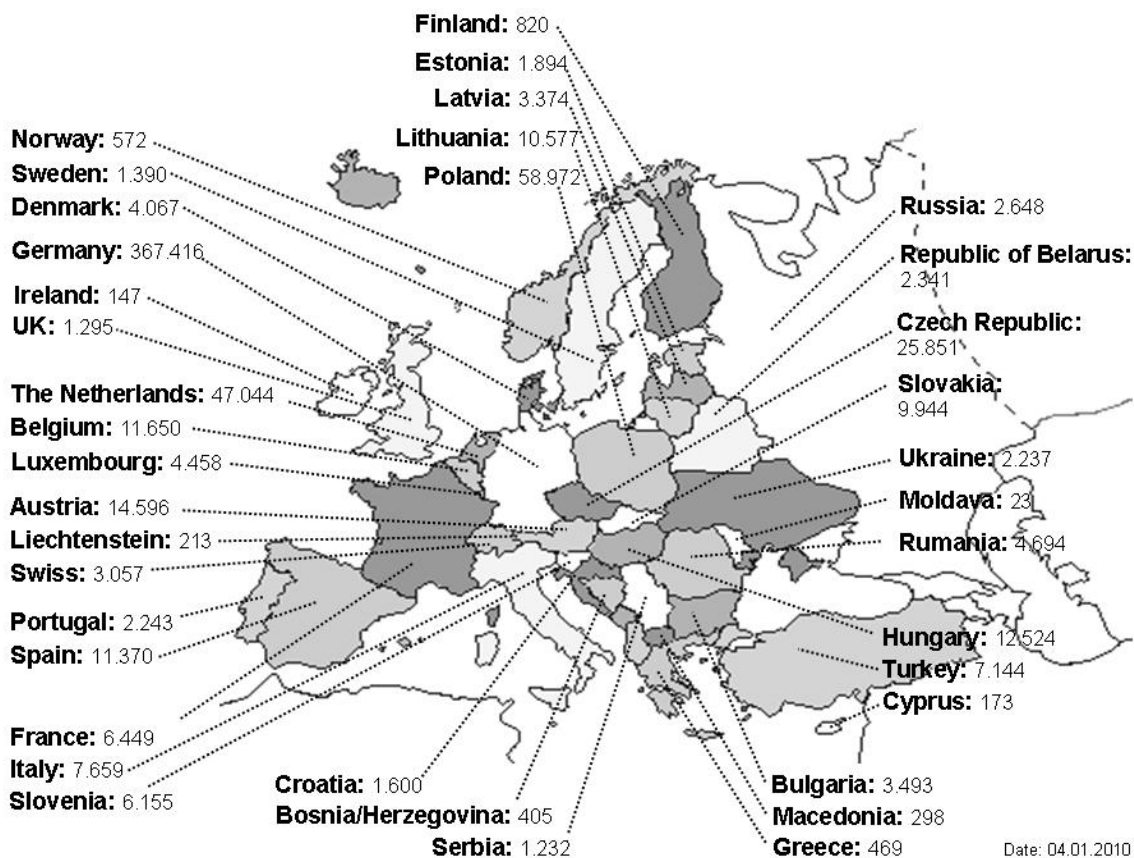 Finland: 820
Estonia: 1.894
Latvia: 3.374
Lithuania: 10.577
Poland: 58.972
Norway: 572
Sweden: 1.390
Denmark: 4.067
Germany: 367.416
Ireland: 147
UK: 1.295
The Netherlands: 47.044
Belgium: 11.650
Luxembourg: 4.458
Austria: 14.596
Liechtenstein: 213
Swiss: 3.057
Portugal: 2.243
Spain: 11.370
France: 6.449
Italy: 7.659
Slovenia: 6.155
Russia: 2.648
Republic of Belarus:
2.341
Czech Republic:
25.851
Slovakia:
9.944
Ukraine: 2.237
Moldava: 23
Rumania: 4.694
Hungary: 12.524
Turkey: 7.144
Cyprus: 173
Croatia: 1.600
Bosnia/Herzegovina: 405
Serbia: 1.232
Bulgaria: 3.493
Macedonia: 298
Greece: 469
Date: 04.01.2010